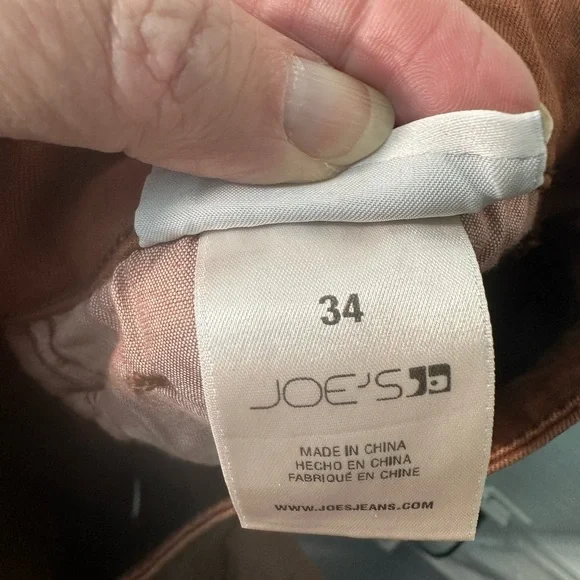 34
JOE'S
MADE IN CHINA
HECHO EN CHINA
FABRIQUÉ EN CHINE
WWW.JOESJEANS.COM